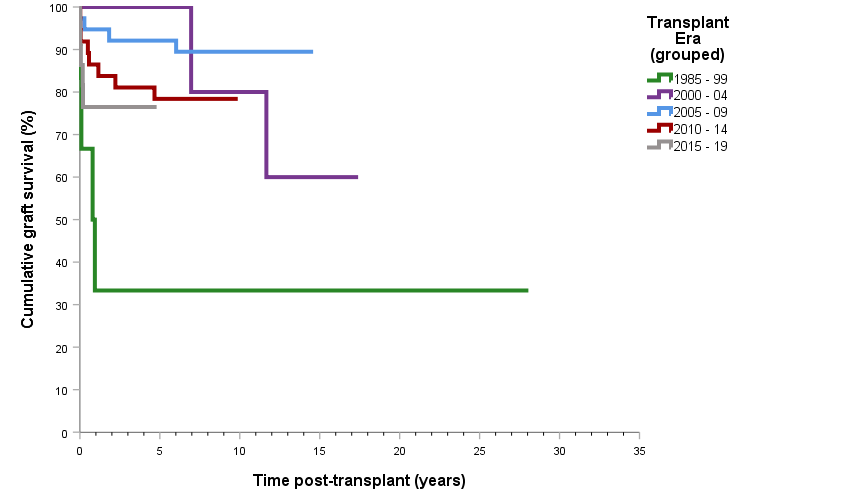 Transplant
Era
(grouped)
1985 - 99
2000 - 04
2005 - 09
2010 - 14
2015 - 19
Cumulative graft survival (%)
100
90
80
70
60
50
40
30
20
10
0
0 5 10 15 20 25 30 35
Time post-transplant (years)